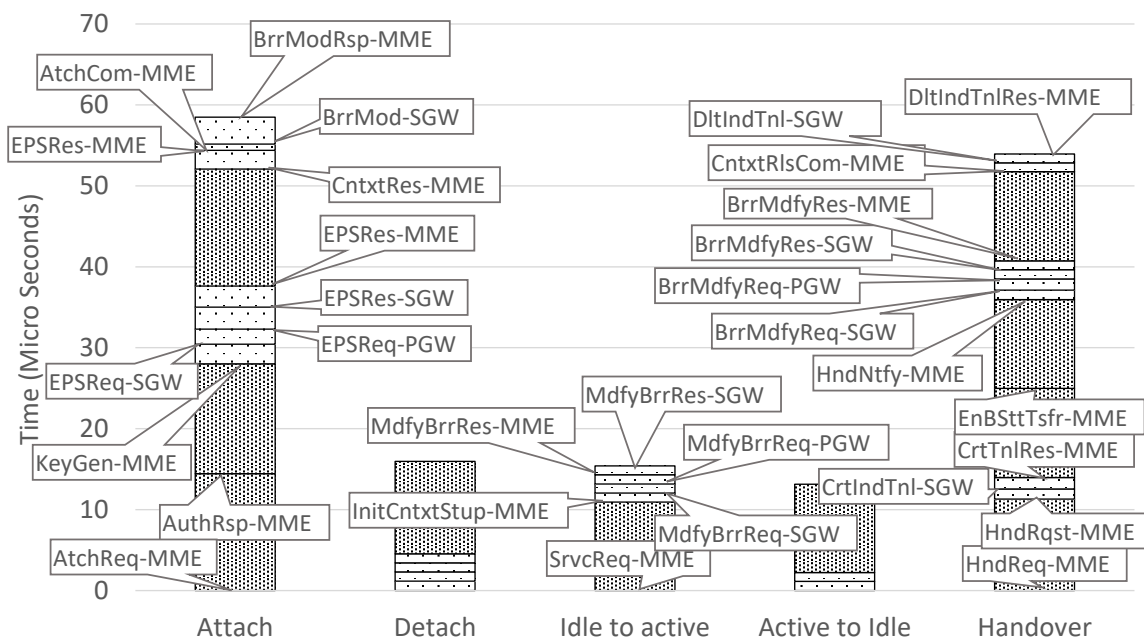 70
60
50
40
30
20
10
0
Time (Micro Seconds)
BrrModRsp-MME
AtchCom-MME
BrrMod-SGW
EPSRes-MME
CntxtRes-MME
EPSRes-MME
EPSRes-SGW
EPSReq-PGW
EPSReq-SGW
KeyGen-MME
AuthRsp-MME
AtchReq-MME
MdfyBrrRes-SGW
MdfyBrrRes-MME
MdfyBrrReq-PGW
InitCntxtStup-MME
MdfyBrrReq-SGW
SrvcReq-MME
DltIndTnlRes-MME
DltIndTnl-SGW
CntxtRlsCom-MME
BrrMdfyRes-MME
BrrMdfyRes-SGW
BrrMdfyReq-PGW
BrrMdfyReq-SGW
HndNtfy-MME
EnBSttTsfr-MME
CrtTnlRes-MME
CrtIndTnl-SGW
HndRqst-MME
HndReq-MME
Attach
Detach
Idle to active
Active to Idle
Handover